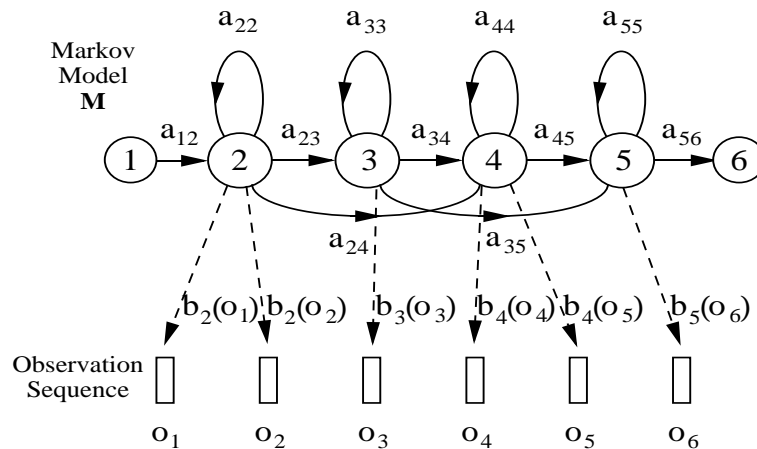 a₂₂ a₃₃ a₄₄ a₅₅
Markov
Model
M
a₁₂ a₂₃ a₃₄ a₄₅ a₅₆
1 2 3 4 5 6
a₂₄ a₃₅
b₂(o₁) b₂(o₂) b₃(o₃) b₄(o₄) b₄(o₅) b₅(o₆)
Observation
Sequence
o₁ o₂ o₃ o₄ o₅ o₆